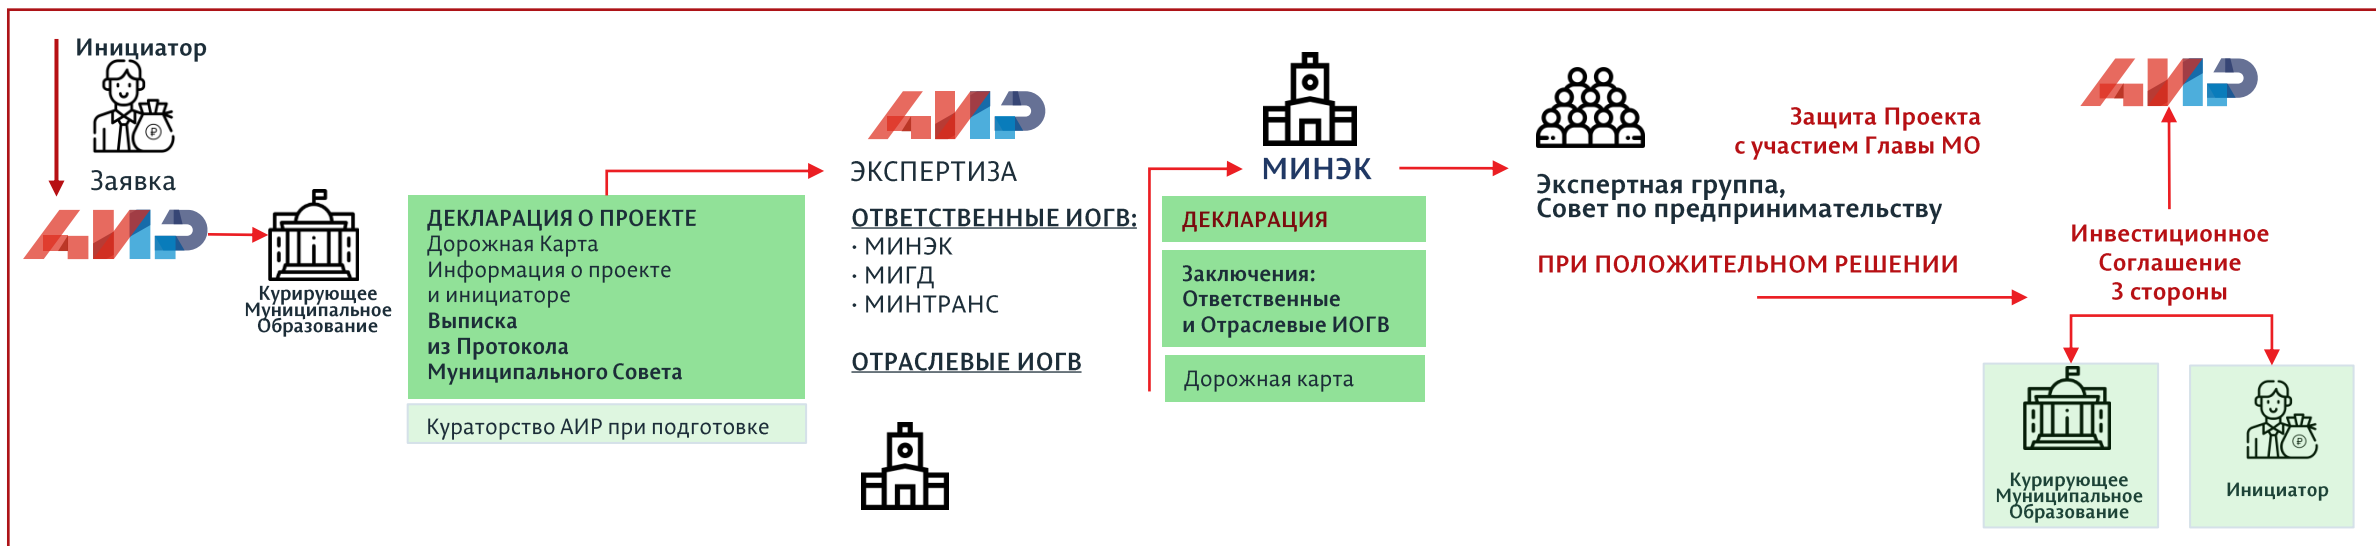 Инициатор
Заявка
АИР
Курирующее
Муниципальное
Образование
ДЕКЛАРАЦИЯ О ПРОЕКТЕ
Дорожная Карта
Информация о проекте
и инициаторе
Выписка
из Протокола
Муниципального Совета
Кураторство АИР при подготовке
АИР
ЭКСПЕРТИЗА
ОТВЕТСТВЕННЫЕ ИОГВ:
· МИНЭК
· МИГД
· МИНТРАНС
ОТРАСЛЕВЫЕ ИОГВ
МИНЭК
ДЕКЛАРАЦИЯ
Заключения:
Ответственные
и Отраслевые ИОГВ
Дорожная карта
Защита Проекта
с участием Главы МО
Экспертная группа,
Совет по предпринимательству
ПРИ ПОЛОЖИТЕЛЬНОМ РЕШЕНИИ
АИР
Инвестиционное
Соглашение
3 стороны
Курирующее
Муниципальное
Образование
Инициатор